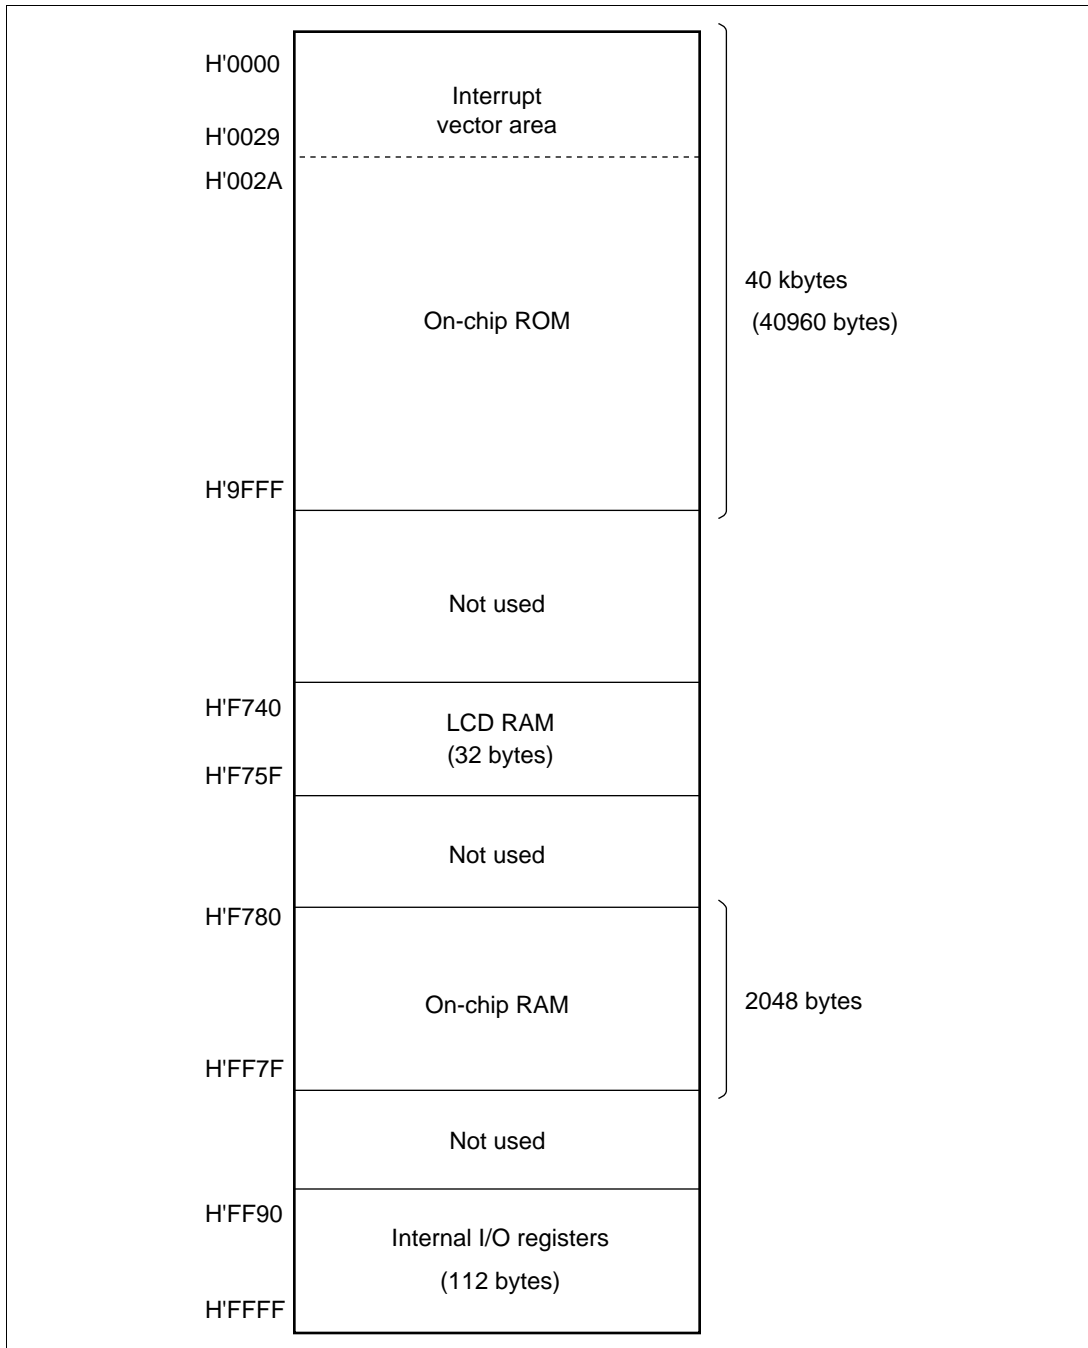 H'0000
Interrupt
vector area
H'0029
H'002A
40 kbytes
(40960 bytes)
On-chip ROM
H'9FFF
Not used
H'F740
LCD RAM
(32 bytes)
H'F75F
Not used
H'F780
On-chip RAM
2048 bytes
H'FF7F
Not used
H'FF90
Internal I/O registers
(112 bytes)
H'FFFF